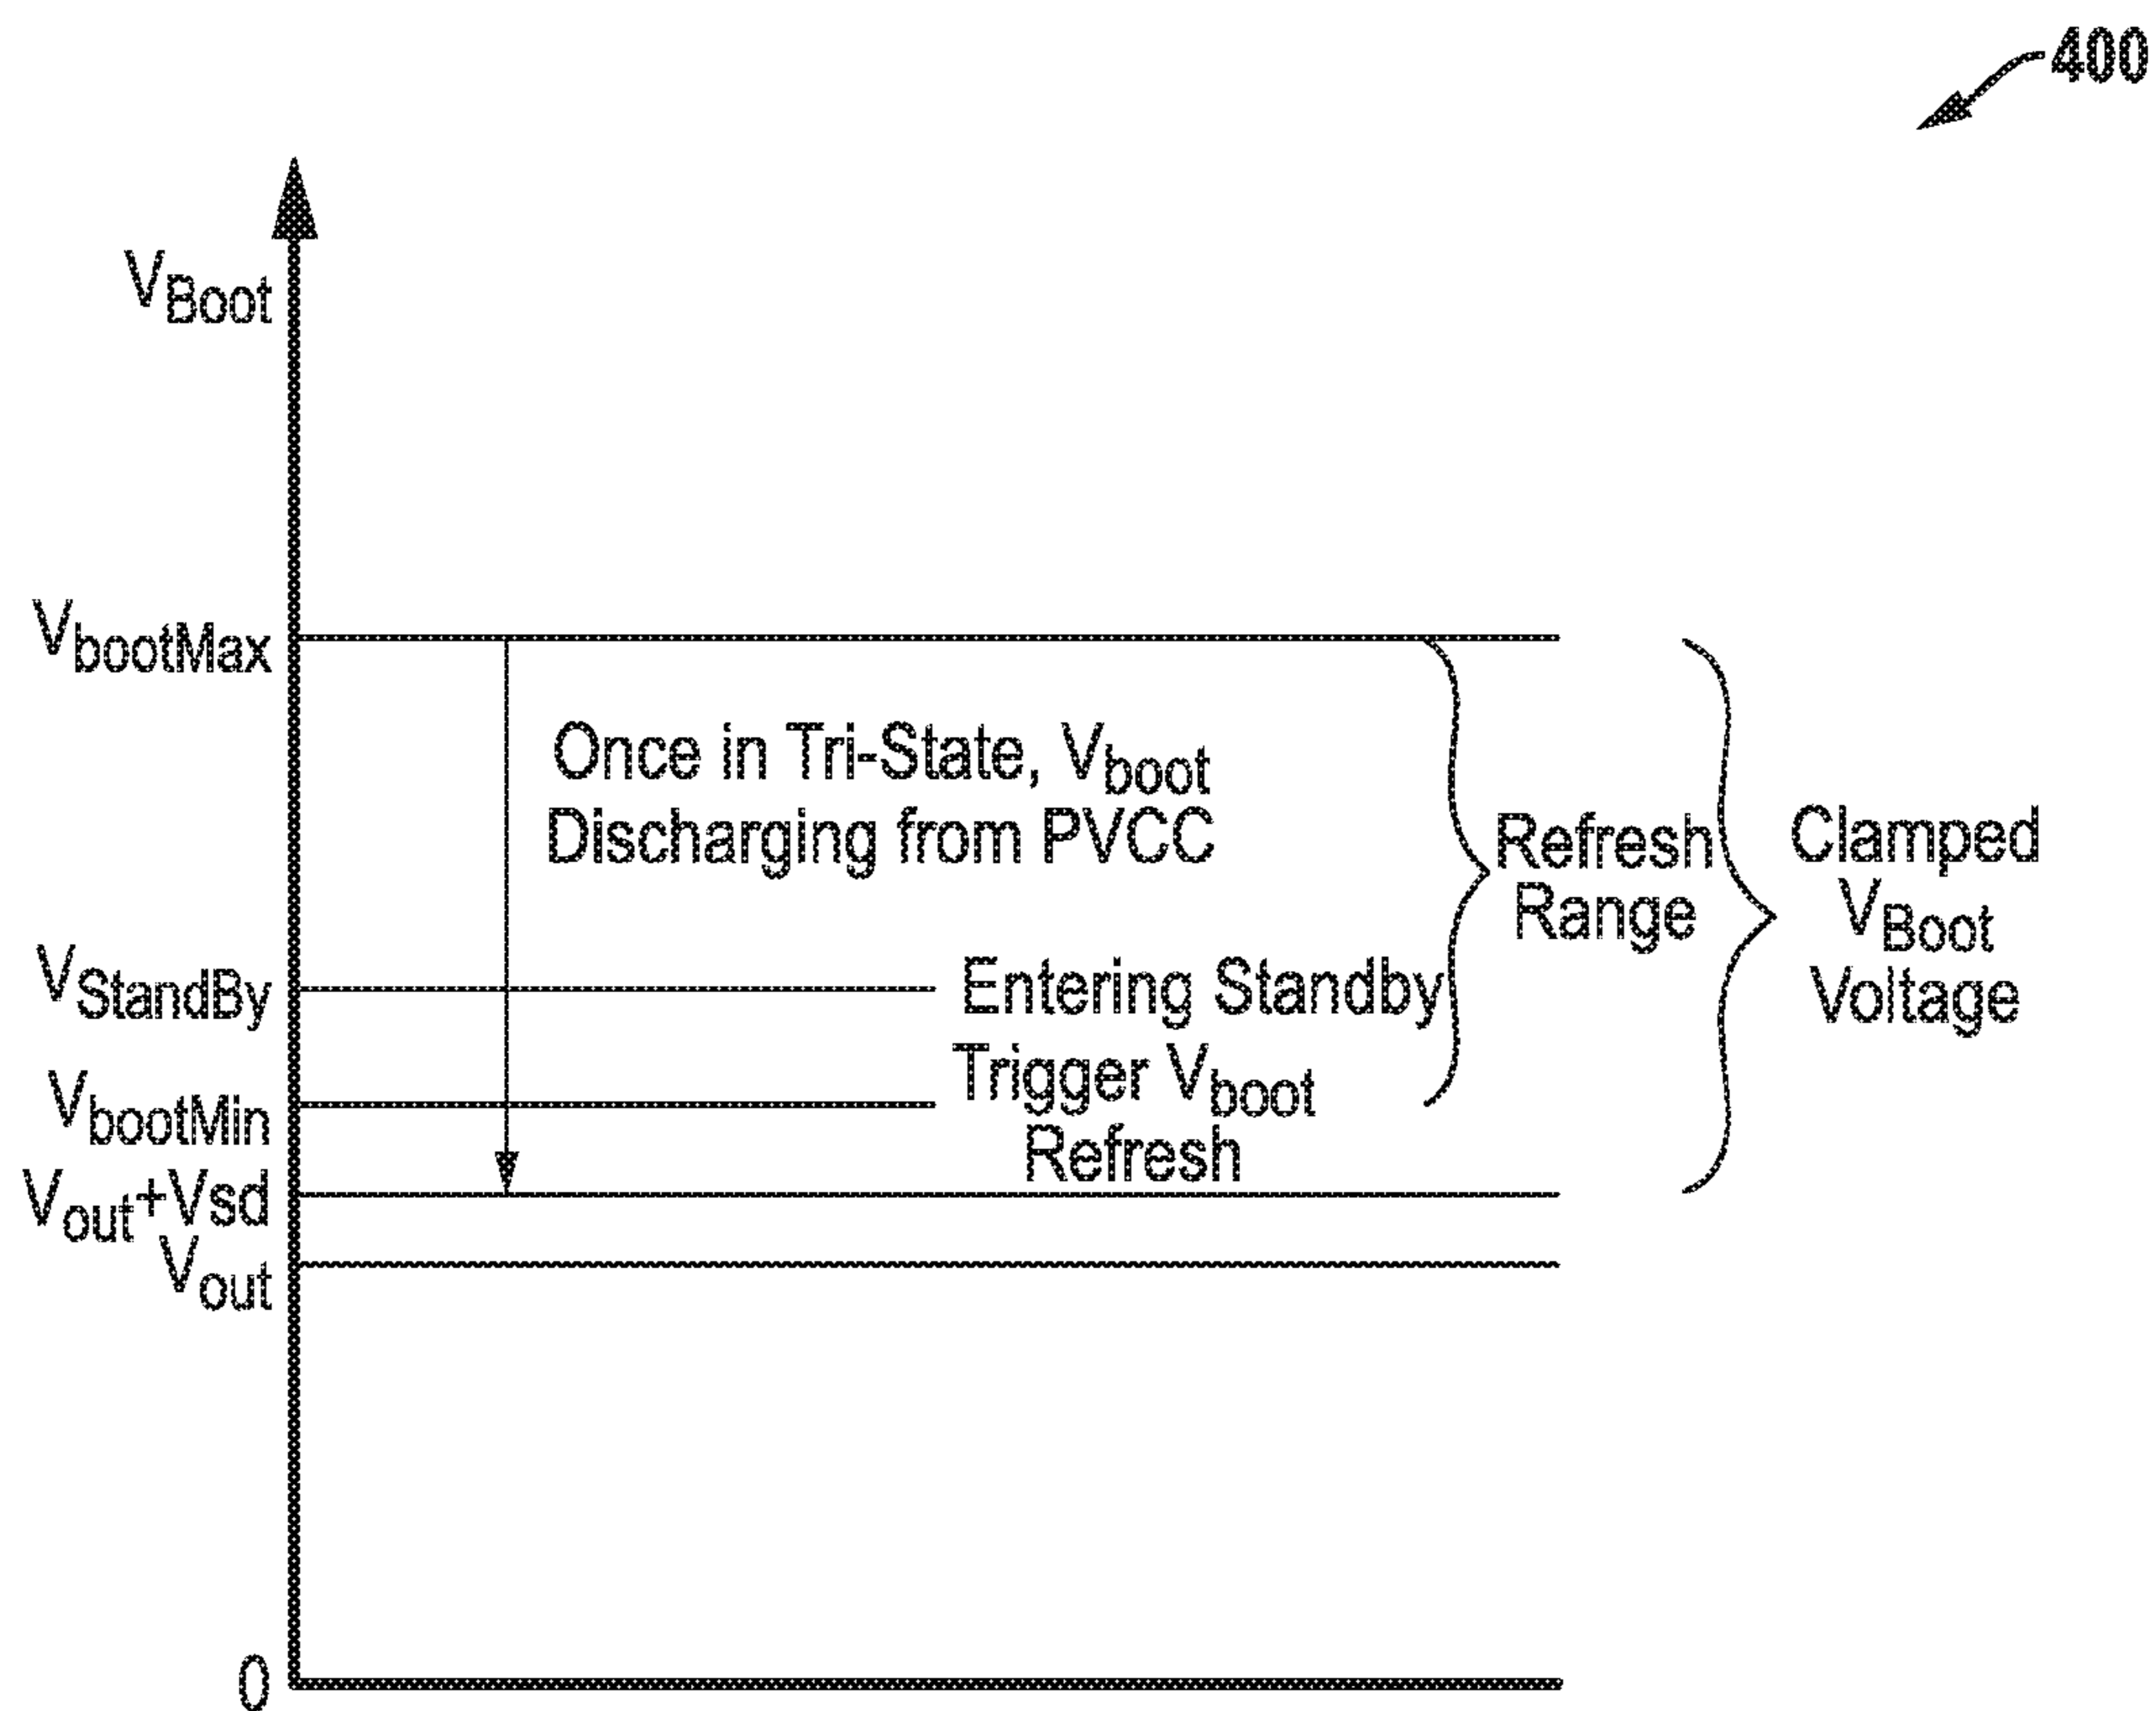 400
VBoot
VbootMax
Once in Tri-State, Vboot
Discharging from PVCC
Refresh
Range
Clamped
VBoot
Voltage
VStandBy
Entering Standby
VbootMin
Trigger Vboot
Refresh
Vout+Vsd
Vout
0